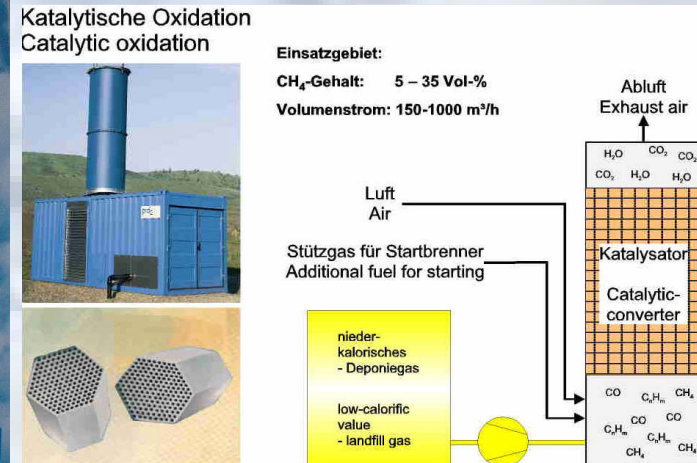 Katalytische Oxidation
Catalytic oxidation
Einsatzgebiet:
CH₄-Gehalt: 5 – 35 Vol-%
Volumenstrom: 150-1000 m³/h
Abluft
Exhaust air
H₂O CO₂ CO₂
CO₂ H₂O H₂O
Luft
Air
Stützgas für Startbrenner
Additional fuel for starting
Katalysator
Catalytic-
converter
nieder-
kalorisches
- Deponiegas
low-calorific
value
- landfill gas
CO CₙHₘ CH₄
CO CO
CₙHₘ CₙHₘ
CH₄ CH₄